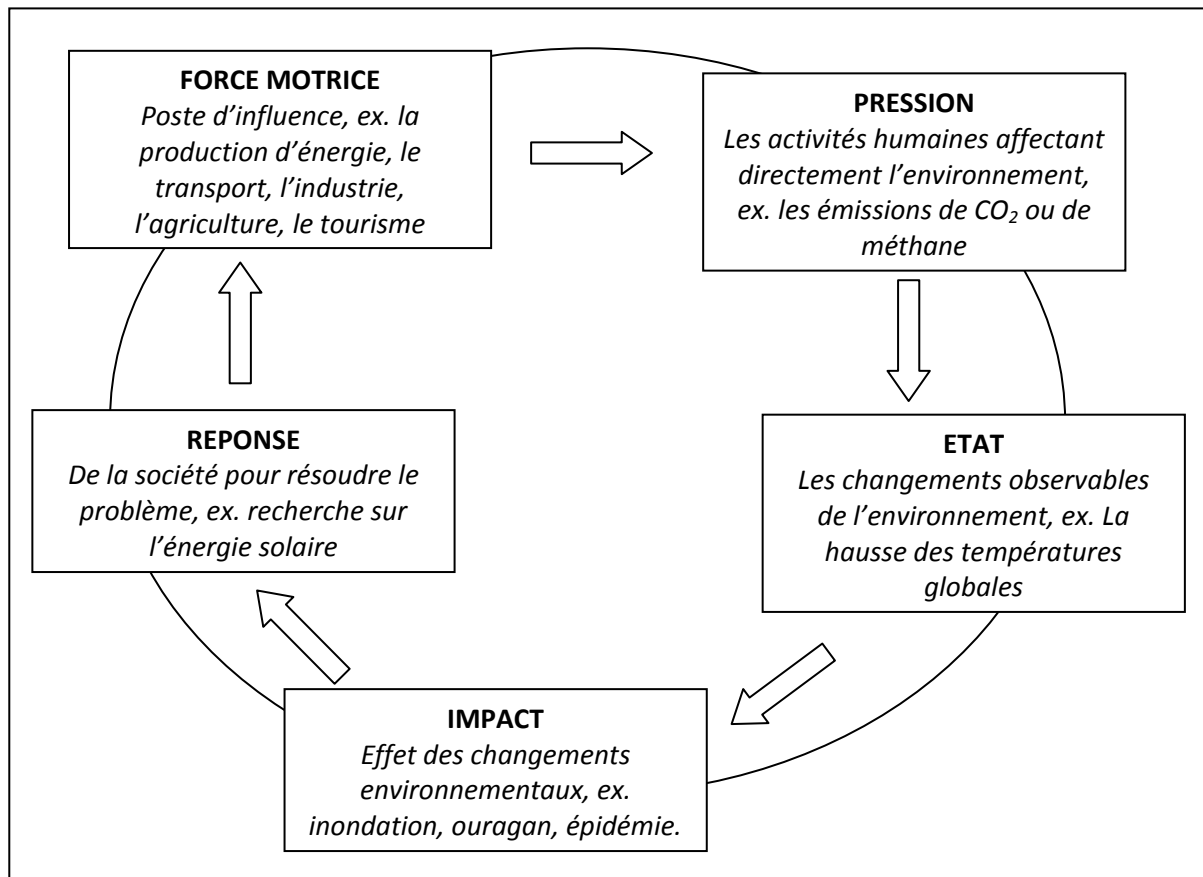 FORCE MOTRICE
Poste d’influence, ex. la
production d’énergie, le
transport, l’industrie,
l’agriculture, le tourisme
PRESSION
Les activités humaines affectant
directement l’environnement,
ex. les émissions de CO₂ ou de
méthane
ETAT
Les changements observables
de l’environnement, ex. La
hausse des températures
globales
IMPACT
Effet des changements
environnementaux, ex.
inondation, ouragan, épidémie.
REPONSE
De la société pour résoudre le
problème, ex. recherche sur
l’énergie solaire